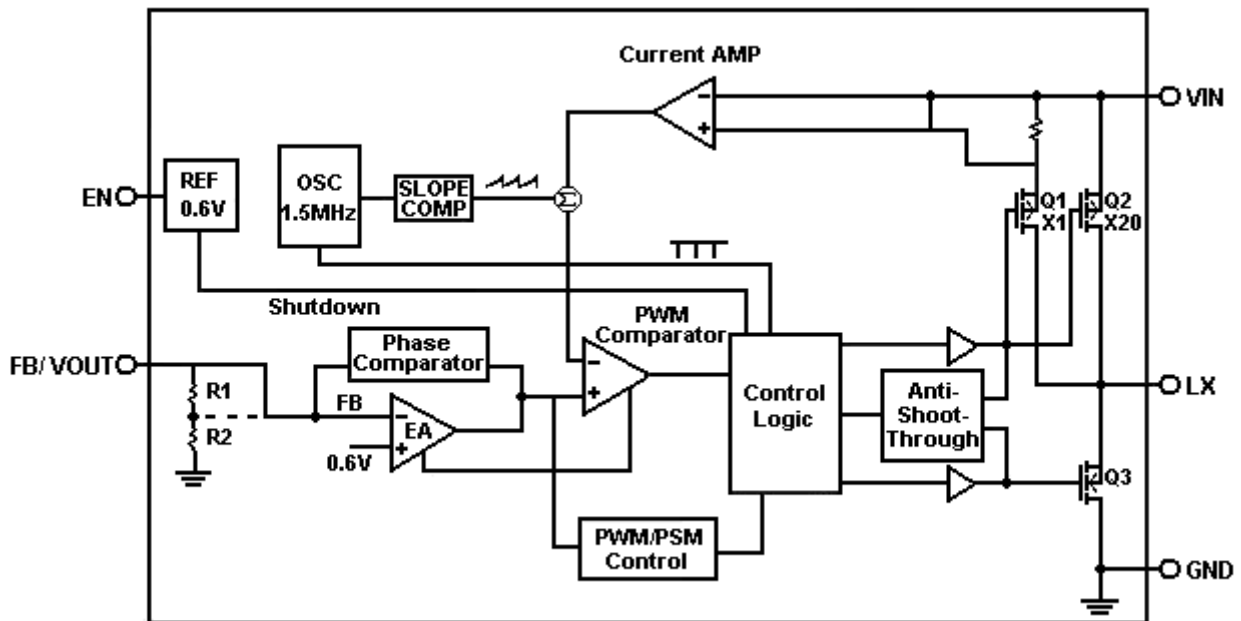 Current AMP
−
+
VIN
EN
REF
0.6V
OSC
1.5MHz
SLOPE
COMP
Σ
Q1
X1
Q2
X20
Shutdown
PWM
Comparator
FB/ VOUT
R1
R2
Phase
Comparator
FB
−
EA
+
0.6V
−
+
Control
Logic
Anti-
Shoot-
Through
LX
Q3
PWM/PSM
Control
GND